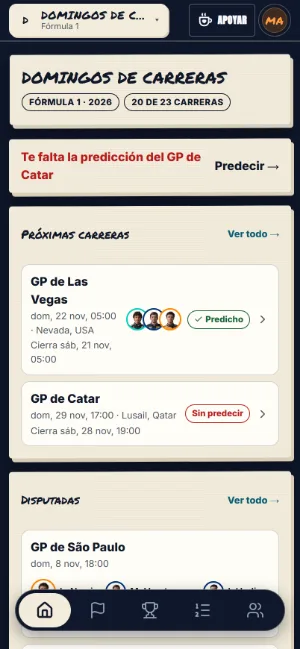 D DOMINGOS DE C...
Fórmula 1
APOYAR
MA
DOMINGOS DE CARRERAS
FÓRMULA 1 · 2026
20 DE 23 CARRERAS
Te falta la predicción del GP de
Catar
Predecir →
PRÓXIMAS CARRERAS
Ver todo →
GP de Las
Vegas
dom, 22 nov, 05:00
· Nevada, USA
Cierra sáb, 21 nov,
05:00
✓ Predicho
GP de Catar
dom, 29 nov, 17:00 · Lusail, Qatar
Cierra sáb, 28 nov, 19:00
Sin predecir
DISPUTADAS
Ver todo →
GP de São Paulo
dom, 8 nov, 18:00